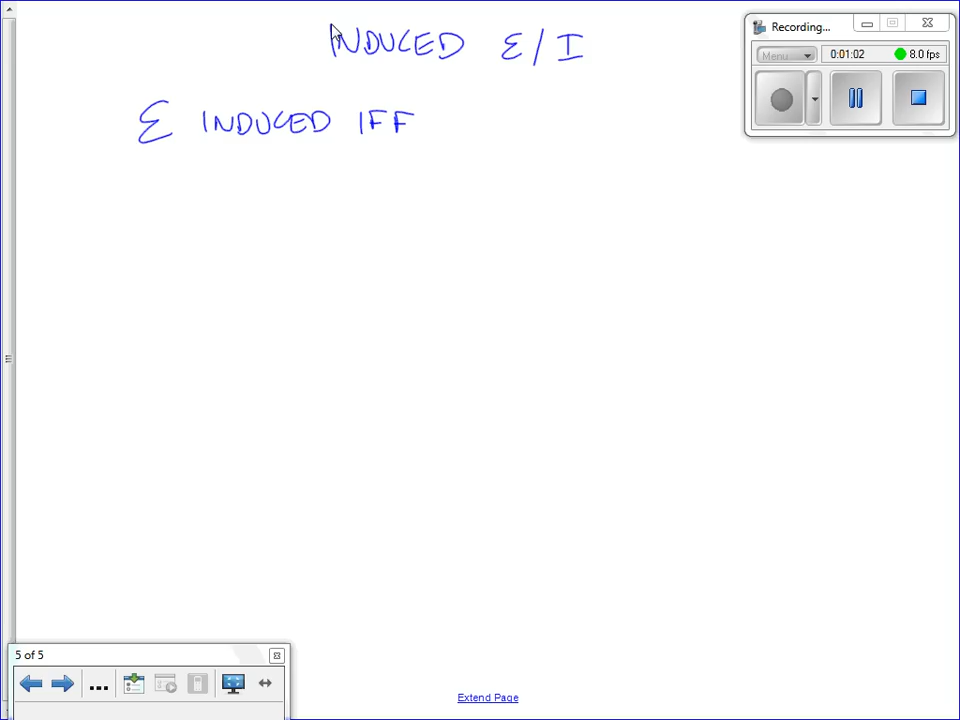 INDUCED ε/I
Recording...
Menu
0:01:02
8.0 fps
ε INDUCED IFF
5 of 5
...
Extend Page